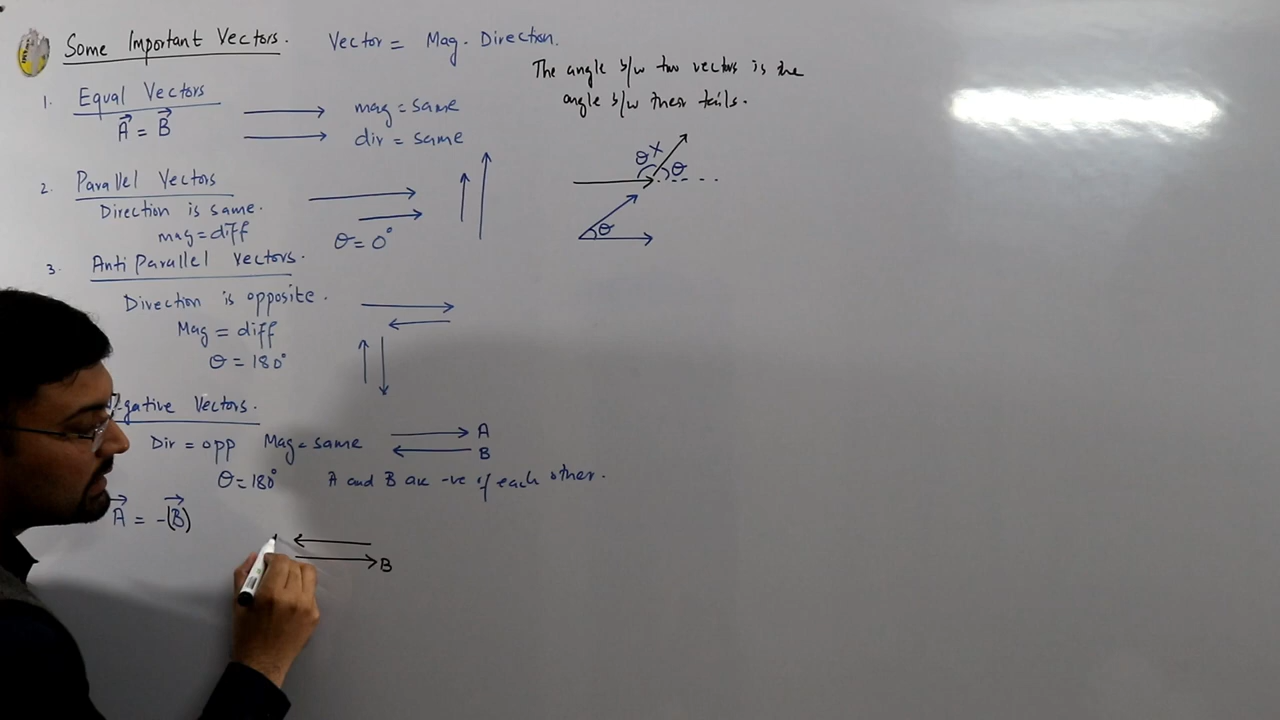 Some Important Vectors. Vector = Mag. Direction.
The angle b/w two vectors is the
angle b/w their tails.
1. Equal Vectors
A = B
mag = same
dir = same
θ x θ
θ
2. Parallel Vectors
Direction is same.
mag = diff
θ = 0°
3. Anti Parallel Vectors.
Direction is opposite.
Mag = diff
θ = 180°
gative Vectors.
Dir = opp Mag = same
A
B
θ = 180° A and B are -ve of each other.
A = -(B)
B